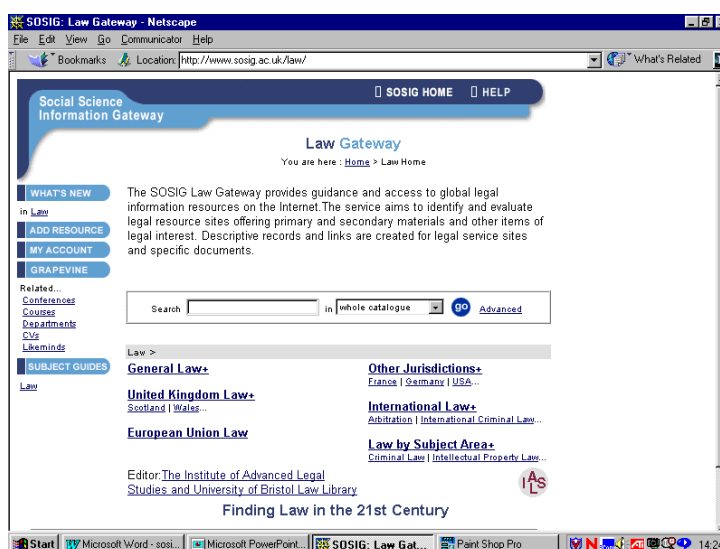 SOSIG: Law Gateway - Netscape
File Edit View Go Communicator Help
Bookmarks Location: http://www.sosig.ac.uk/law/ What's Related
SOSIG HOME HELP
Social Science
Information Gateway
Law Gateway
You are here : Home > Law Home
WHAT'S NEW
in Law
ADD RESOURCE
MY ACCOUNT
GRAPEVINE
Related...
Conferences
Courses
Departments
CVs
Likeminds
SUBJECT GUIDES
Law
The SOSIG Law Gateway provides guidance and access to global legal
information resources on the Internet.The service aims to identify and evaluate
legal resource sites offering primary and secondary materials and other items of
legal interest. Descriptive records and links are created for legal service sites
and specific documents.
Search in whole catalogue go Advanced
Law >
General Law+
United Kingdom Law+
Scotland | Wales...
European Union Law
Other Jurisdictions+
France | Germany | USA...
International Law+
Arbitration | International Criminal Law...
Law by Subject Area+
Criminal Law | Intellectual Property Law...
Editor:The Institute of Advanced Legal
Studies and University of Bristol Law Library
IALS
Finding Law in the 21st Century
Start Microsoft Word - sosi... Microsoft PowerPoint... SOSIG: Law Gat... Paint Shop Pro